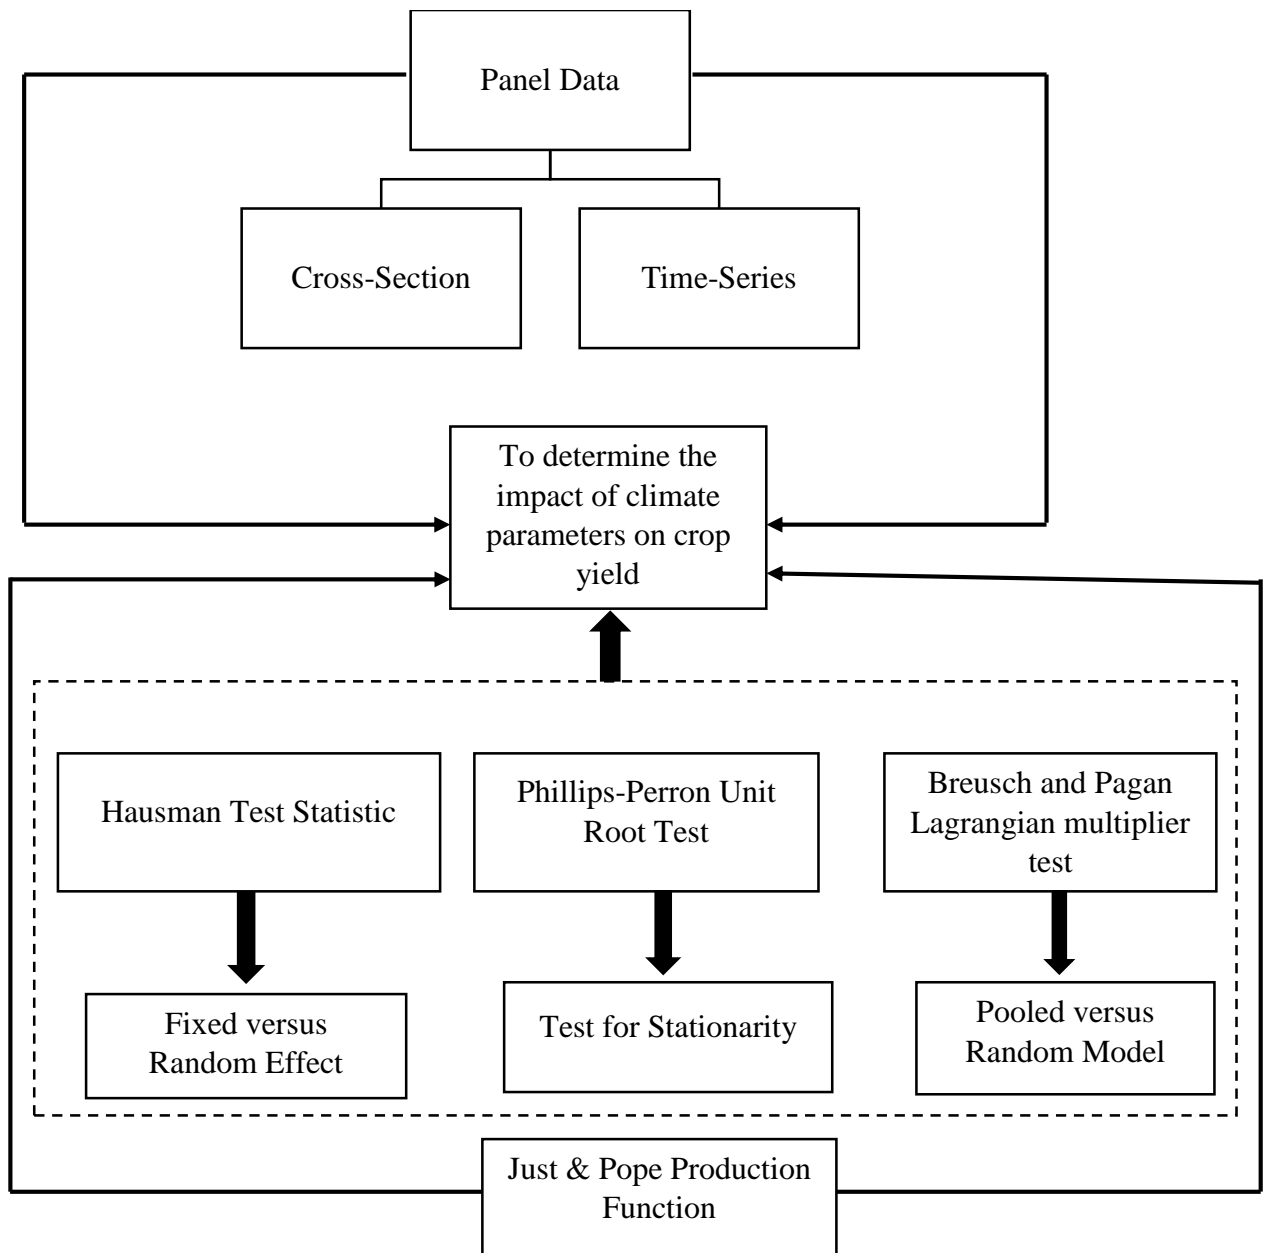 Panel Data
Cross-Section
Time-Series
To determine the
impact of climate
parameters on crop
yield
Hausman Test Statistic
Phillips-Perron Unit
Root Test
Breusch and Pagan
Lagrangian multiplier
test
Fixed versus
Random Effect
Test for Stationarity
Pooled versus
Random Model
Just & Pope Production
Function